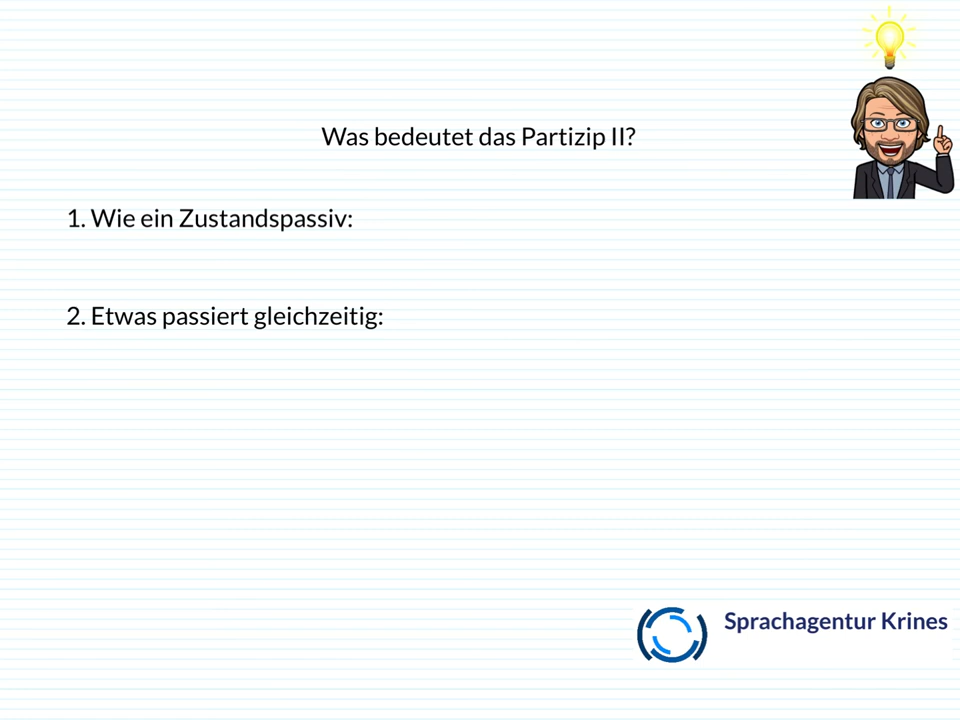 Was bedeutet das Partizip II?
1. Wie ein Zustandspassiv:
2. Etwas passiert gleichzeitig:
Sprachagentur Krines